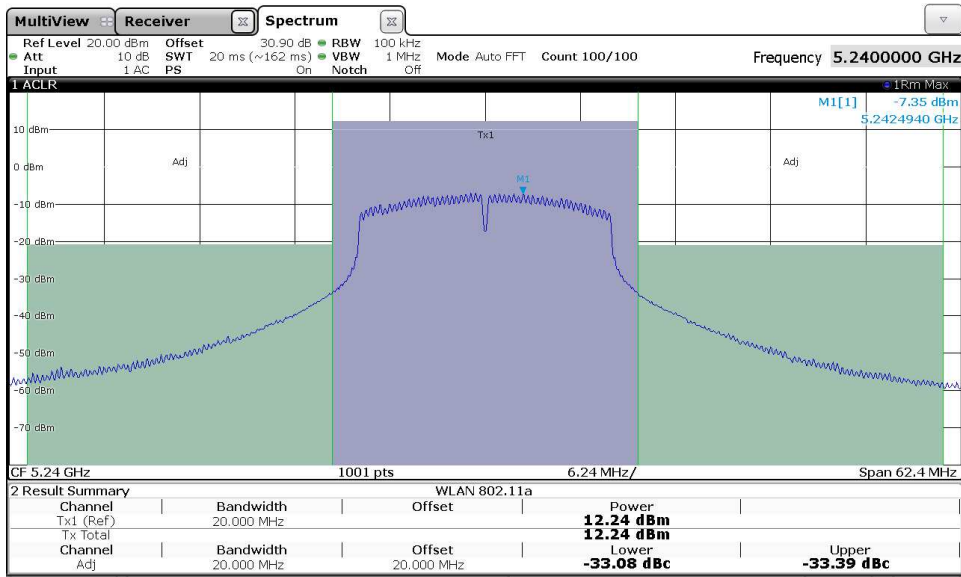 MultiView Receiver Spectrum
Ref Level 20.00 dBm Offset 30.90 dB RBW 100 kHz
Att 10 dB SWT 20 ms (~162 ms) VBW 1 MHz Mode Auto FFT Count 100/100 Frequency 5.2400000 GHz
Input 1 AC PS On Notch Off
1 ACLR 1Rm Max
M1[1] -7.35 dBm
5.2424940 GHz
10 dBm
Tx1
0 dBm
Adj
Adj
M1
-10 dBm
-20 dBm
-30 dBm
-40 dBm
-50 dBm
-60 dBm
-70 dBm
CF 5.24 GHz 1001 pts 6.24 MHz/ Span 62.4 MHz
2 Result Summary WLAN 802.11a
Channel Bandwidth Offset Power
Tx1 (Ref) 20.000 MHz 12.24 dBm
Tx Total 12.24 dBm
Channel Bandwidth Offset Lower Upper
Adj 20.000 MHz 20.000 MHz -33.08 dBc -33.39 dBc